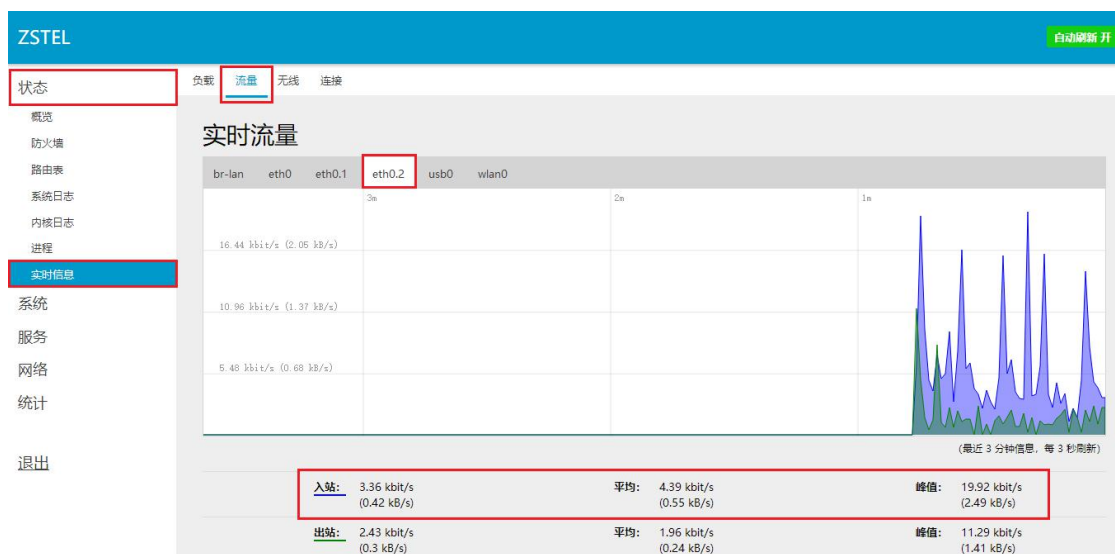 ZSTEL
自动刷新 开
状态
概览
防火墙
路由表
系统日志
内核日志
进程
实时信息
系统
服务
网络
统计
退出
负载 流量 无线 连接
实时流量
br-lan eth0 eth0.1 eth0.2 usb0 wlan0
3m 2m 1m
16.44 kbit/s (2.05 kB/s)
10.96 kbit/s (1.37 kB/s)
5.48 kbit/s (0.68 kB/s)
(最近 3 分钟信息，每 3 秒刷新)
入站: 3.36 kbit/s 平均: 4.39 kbit/s 峰值: 19.92 kbit/s
(0.42 kB/s) (0.55 kB/s) (2.49 kB/s)
出站: 2.43 kbit/s 平均: 1.96 kbit/s 峰值: 11.29 kbit/s
(0.3 kB/s) (0.24 kB/s) (1.41 kB/s)